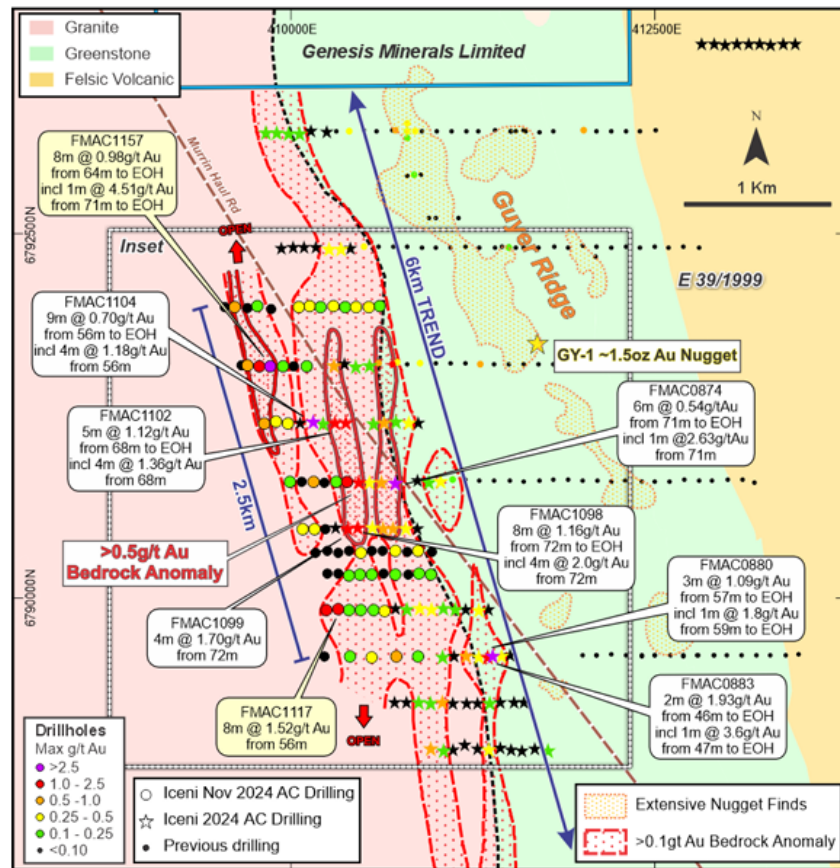 Granite
Greenstone
Felsic Volcanic
410000E
412500E
Genesis Minerals Limited
N
1 Km
FMAC1157
8m @ 0.98g/t Au
from 64m to EOH
incl 1m @ 4.51g/t Au
from 71m to EOH
Murrin Haul Rd
6792500N
OPEN
Inset
6km TREND
Guyer Ridge
E 39/1999
FMAC1104
9m @ 0.70g/t Au
from 56m to EOH
incl 4m @ 1.18g/t Au
from 56m
GY-1 ~1.5oz Au Nugget
FMAC1102
5m @ 1.12g/t Au
from 68m to EOH
incl 4m @ 1.36g/t Au
from 68m
FMAC0874
6m @ 0.54g/tAu
from 71m to EOH
incl 1m @2.63g/tAu
from 71m
2.5km
>0.5g/t Au
Bedrock Anomaly
FMAC1098
8m @ 1.16g/t Au
from 72m to EOH
incl 4m @ 2.0g/t Au
from 72m
6790000N
FMAC1099
4m @ 1.70g/t Au
from 72m
FMAC0880
3m @ 1.09g/t Au
from 57m to EOH
incl 1m @ 1.8g/t Au
from 59m to EOH
FMAC1117
8m @ 1.52g/t Au
from 56m
FMAC0883
2m @ 1.93g/t Au
from 46m to EOH
incl 1m @ 3.6g/t Au
from 47m to EOH
OPEN
Drillholes
Max g/t Au
>2.5
1.0 - 2.5
0.5 -1.0
0.25 - 0.5
0.1 - 0.25
<0.10
Iceni Nov 2024 AC Drilling
Iceni 2024 AC Drilling
Previous drilling
Extensive Nugget Finds
>0.1gt Au Bedrock Anomaly